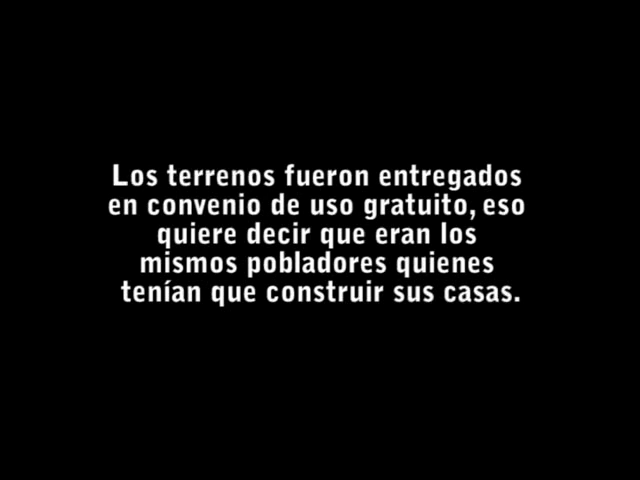 Los terrenos fueron entregados
en convenio de uso gratuito, eso
quiere decir que eran los
mismos pobladores quienes
tenían que construir sus casas.